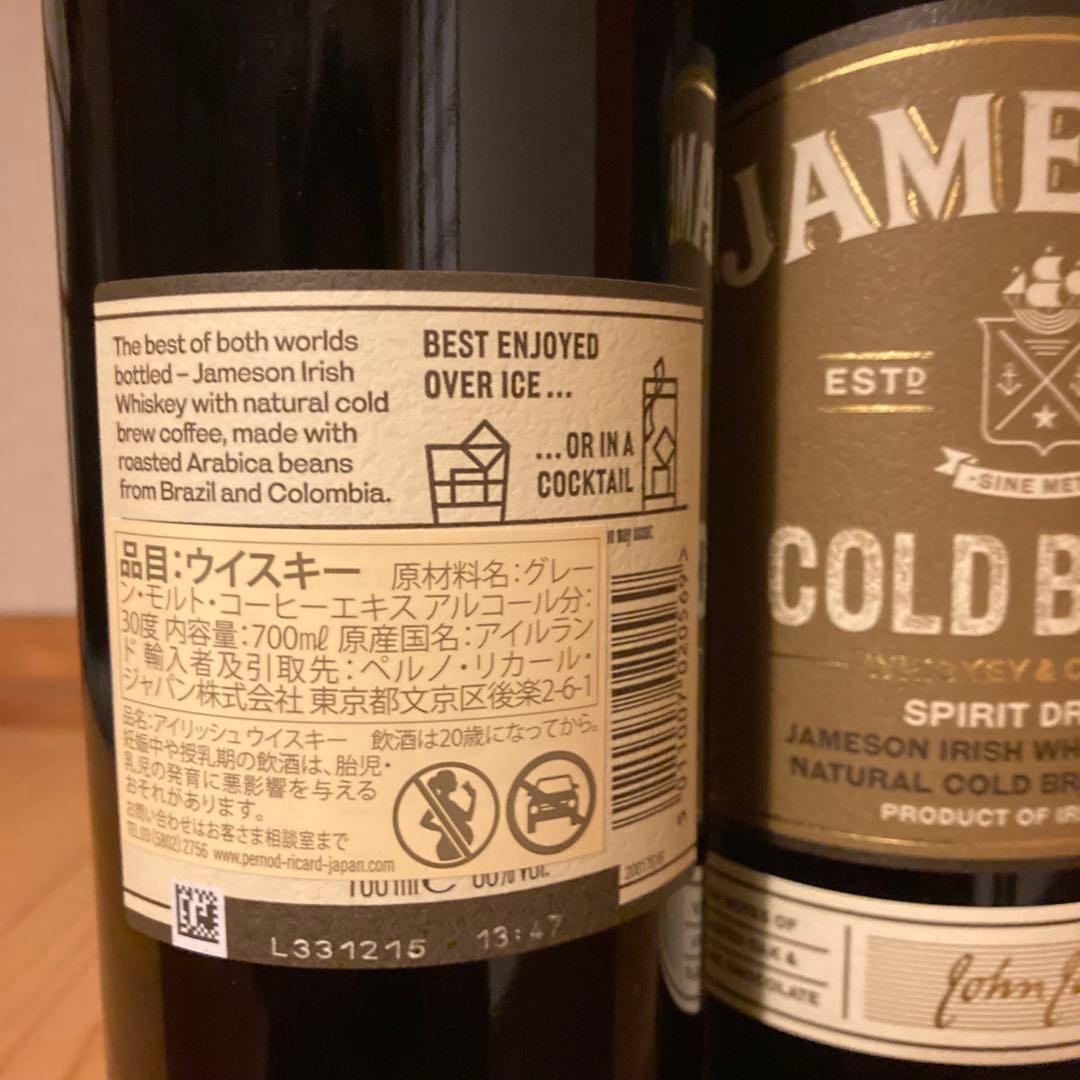 The best of both worlds
bottled – Jameson Irish
Whiskey with natural cold
brew coffee, made with
roasted Arabica beans
from Brazil and Colombia.
BEST ENJOYED
OVER ICE ...
...OR IN A
COCKTAIL
may occur.
品目:ウイスキー 原材料名:グレー
ン・モルト・コーヒーエキス アルコール分:
30度 内容量:700mℓ 原産国名:アイルラン
ド 輸入者及引取先:ペルノ・リカール・
ジャパン株式会社 東京都文京区後楽2-6-1
品名:アイリッシュ ウイスキー 飲酒は20歳になってから。
妊娠中や授乳期の飲酒は、胎児・
乳児の発育に悪影響を与える
おそれがあります。
お問い合わせはお客さま相談室まで
TEL.03(5802)2756 www.pernod-ricard-japan.com
5 011007 020569 >
L331215 13:47
JAME
ESTD
SINE MET
COLD B
SPIRIT DR
JAMESON IRISH WH
NATURAL COLD BR
PRODUCT OF IR
OF
&
John J